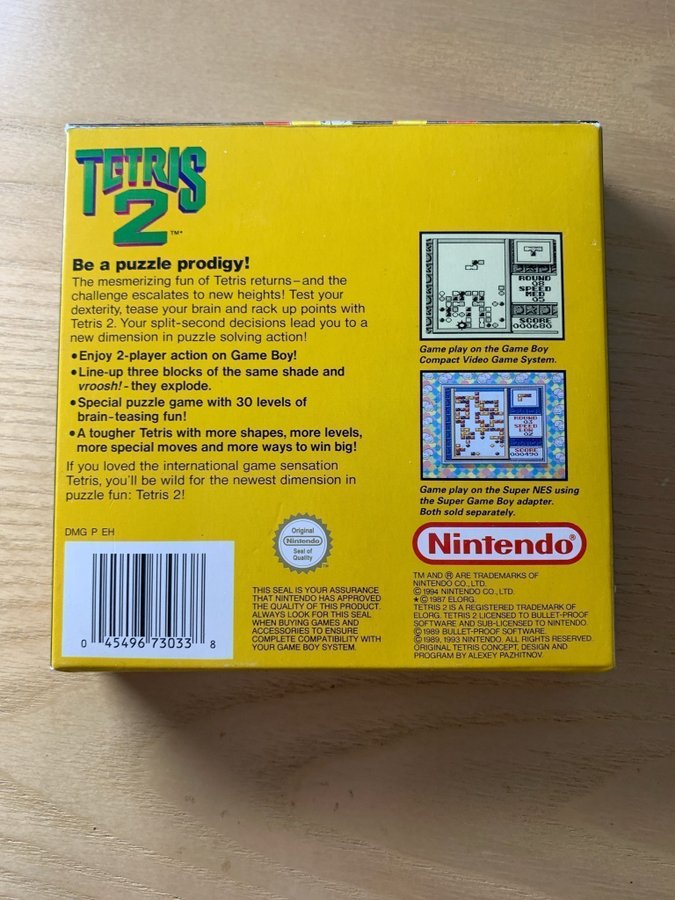 TETRIS
2
™*
Be a puzzle prodigy!
The mesmerizing fun of Tetris returns–and the
challenge escalates to new heights! Test your
dexterity, tease your brain and rack up points with
Tetris 2. Your split-second decisions lead you to a
new dimension in puzzle solving action!
•Enjoy 2-player action on Game Boy!
•Line-up three blocks of the same shade and
vroosh! - they explode.
•Special puzzle game with 30 levels of
brain-teasing fun!
•A tougher Tetris with more shapes, more levels,
more special moves and more ways to win big!
If you loved the international game sensation
Tetris, you'll be wild for the newest dimension in
puzzle fun: Tetris 2!
DMG P EH
0 45496 73033 8
Original
Nintendo
Seal of
Quality
THIS SEAL IS YOUR ASSURANCE
THAT NINTENDO HAS APPROVED
THE QUALITY OF THIS PRODUCT.
ALWAYS LOOK FOR THIS SEAL
WHEN BUYING GAMES AND
ACCESSORIES TO ENSURE
COMPLETE COMPATIBILITY WITH
YOUR GAME BOY SYSTEM.
ROUND
08
SPEED
MED
05
SCORE
000680
Game play on the Game Boy
Compact Video Game System.
ROUND
03
SPEED
LOW
02
SCORE
000490
Game play on the Super NES using
the Super Game Boy adapter.
Both sold separately.
Nintendo®
TM AND ® ARE TRADEMARKS OF
NINTENDO CO., LTD.
© 1994 NINTENDO CO., LTD.
★ © 1987 ELORG.
TETRIS 2 IS A REGISTERED TRADEMARK OF
ELORG. TETRIS 2 LICENSED TO BULLET-PROOF
SOFTWARE AND SUB-LICENSED TO NINTENDO.
© 1989 BULLET-PROOF SOFTWARE.
© 1989, 1993 NINTENDO. ALL RIGHTS RESERVED.
ORIGINAL TETRIS CONCEPT, DESIGN AND
PROGRAM BY ALEXEY PAZHITNOV.